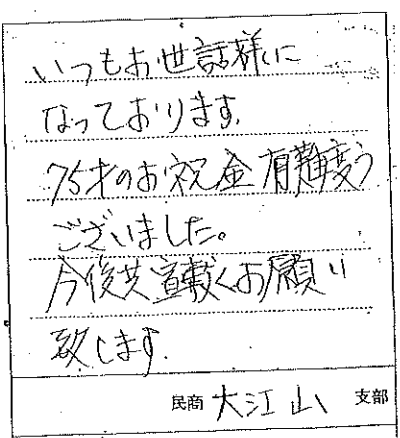 いつもお世話様に
なっております。
75才のお祝金有難度う
ございました。
今後共宜敷くお願い
致します。
民商 大江山 支部